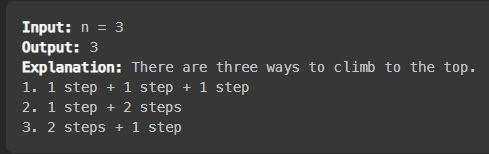 Input: n = 3
Output: 3
Explanation: There are three ways to climb to the top.
1. 1 step + 1 step + 1 step
2. 1 step + 2 steps
3. 2 steps + 1 step